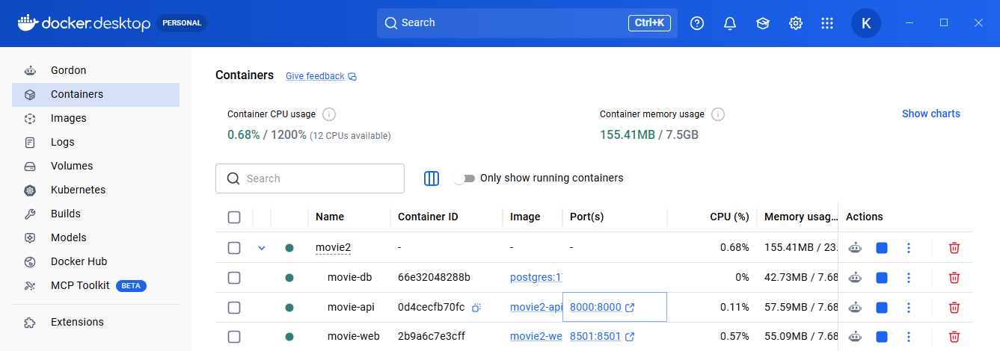 docker.desktop PERSONAL Search Ctrl+K K
Gordon
Containers
Images
Logs
Volumes
Kubernetes
Builds
Models
Docker Hub
MCP Toolkit BETA
Extensions
Containers Give feedback
Container CPU usage
0.68% / 1200% (12 CPUs available)
Container memory usage
155.41MB / 7.5GB
Show charts
Search
Only show running containers
Name Container ID Image Port(s) CPU (%) Memory usag... Actions
movie2 - - - 0.68% 155.41MB / 23.
movie-db 66e32048288b postgres:1 0% 42.73MB / 7.68
movie-api 0d4cecfb70fc movie2-api 8000:8000 0.11% 57.59MB / 7.68
movie-web 2b9a6c7e3cff movie2-we 8501:8501 0.57% 55.09MB / 7.68